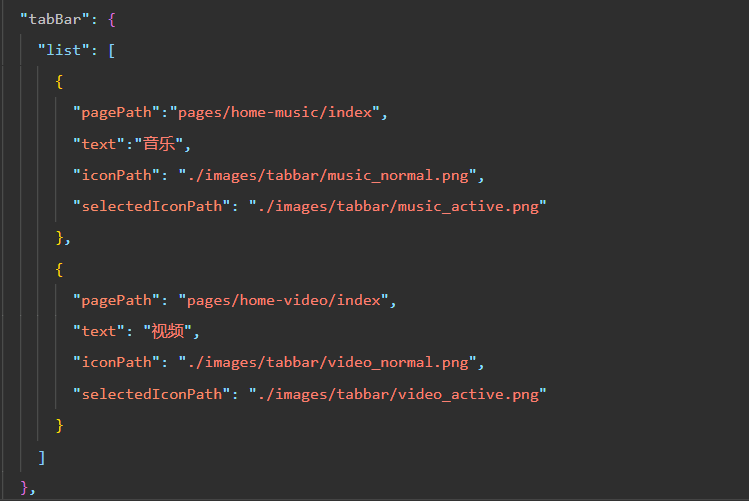 "tabBar": {
"list": [
{
"pagePath":"pages/home-music/index",
"text":"音乐",
"iconPath": "./images/tabbar/music_normal.png",
"selectedIconPath": "./images/tabbar/music_active.png"
},
{
"pagePath": "pages/home-video/index",
"text": "视频",
"iconPath": "./images/tabbar/video_normal.png",
"selectedIconPath": "./images/tabbar/video_active.png"
}
]
},